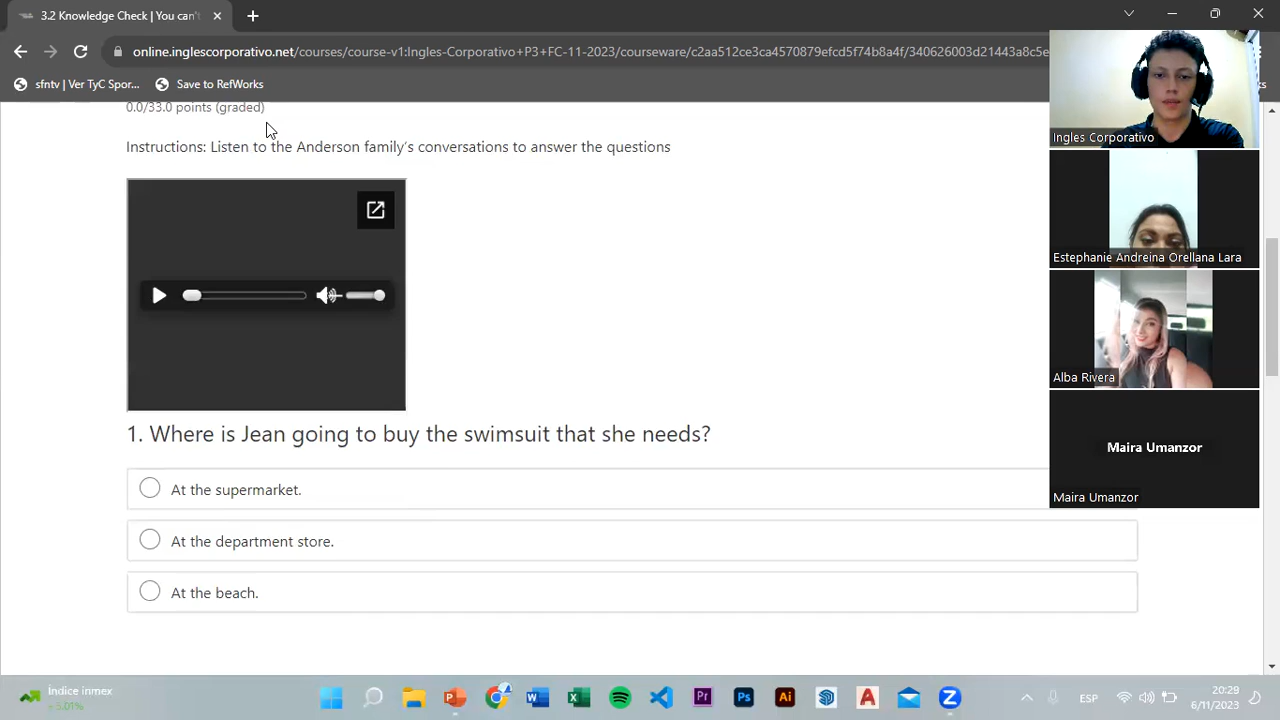 3.2 Knowledge Check | You can't
online.inglescorporativo.net/courses/course-v1:Ingles-Corporativo+P3+FC-11-2023/courseware/c2aa512ce3ca4570879efcd5f74b8a4f/340626003d21443a8c5e
sfntv | Ver TyC Spor...
Save to RefWorks
0.0/33.0 points (graded)
Instructions: Listen to the Anderson family's conversations to answer the questions
1. Where is Jean going to buy the swimsuit that she needs?
At the supermarket.
At the department store.
At the beach.
Ingles Corporativo
Estephanie Andreina Orellana Lara
Alba Rivera
Maira Umanzor
Maira Umanzor
Índice inmex
+3.01%
ESP
20:29
6/11/2023